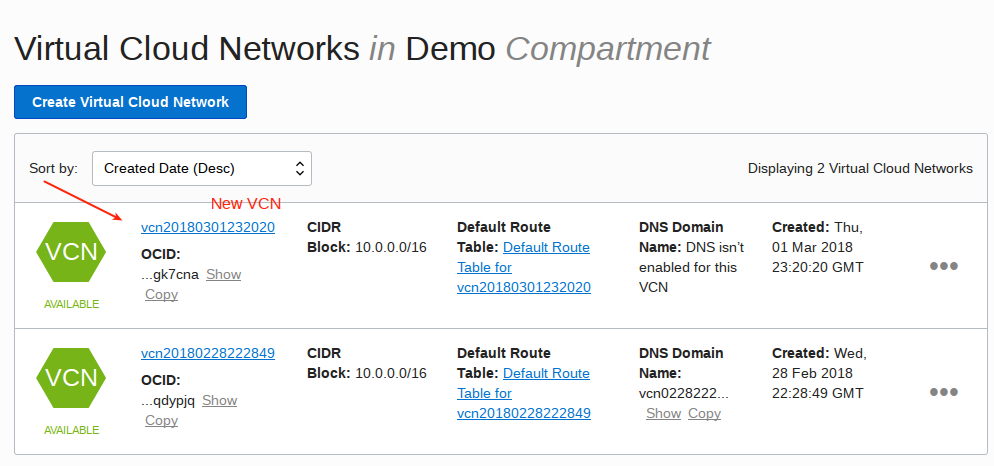 Virtual Cloud Networks in Demo Compartment
Create Virtual Cloud Network
Sort by: Created Date (Desc) Displaying 2 Virtual Cloud Networks
New VCN
VCN
AVAILABLE
vcn20180301232020
OCID:
...gk7cna Show
Copy
CIDR
Block: 10.0.0.0/16
Default Route
Table: Default Route
Table for
vcn20180301232020
DNS Domain
Name: DNS isn't
enabled for this
VCN
Created: Thu,
01 Mar 2018
23:20:20 GMT
VCN
AVAILABLE
vcn20180228222849
OCID:
...qdypjq Show
Copy
CIDR
Block: 10.0.0.0/16
Default Route
Table: Default Route
Table for
vcn20180228222849
DNS Domain
Name:
vcn0228222...
Show Copy
Created: Wed,
28 Feb 2018
22:28:49 GMT